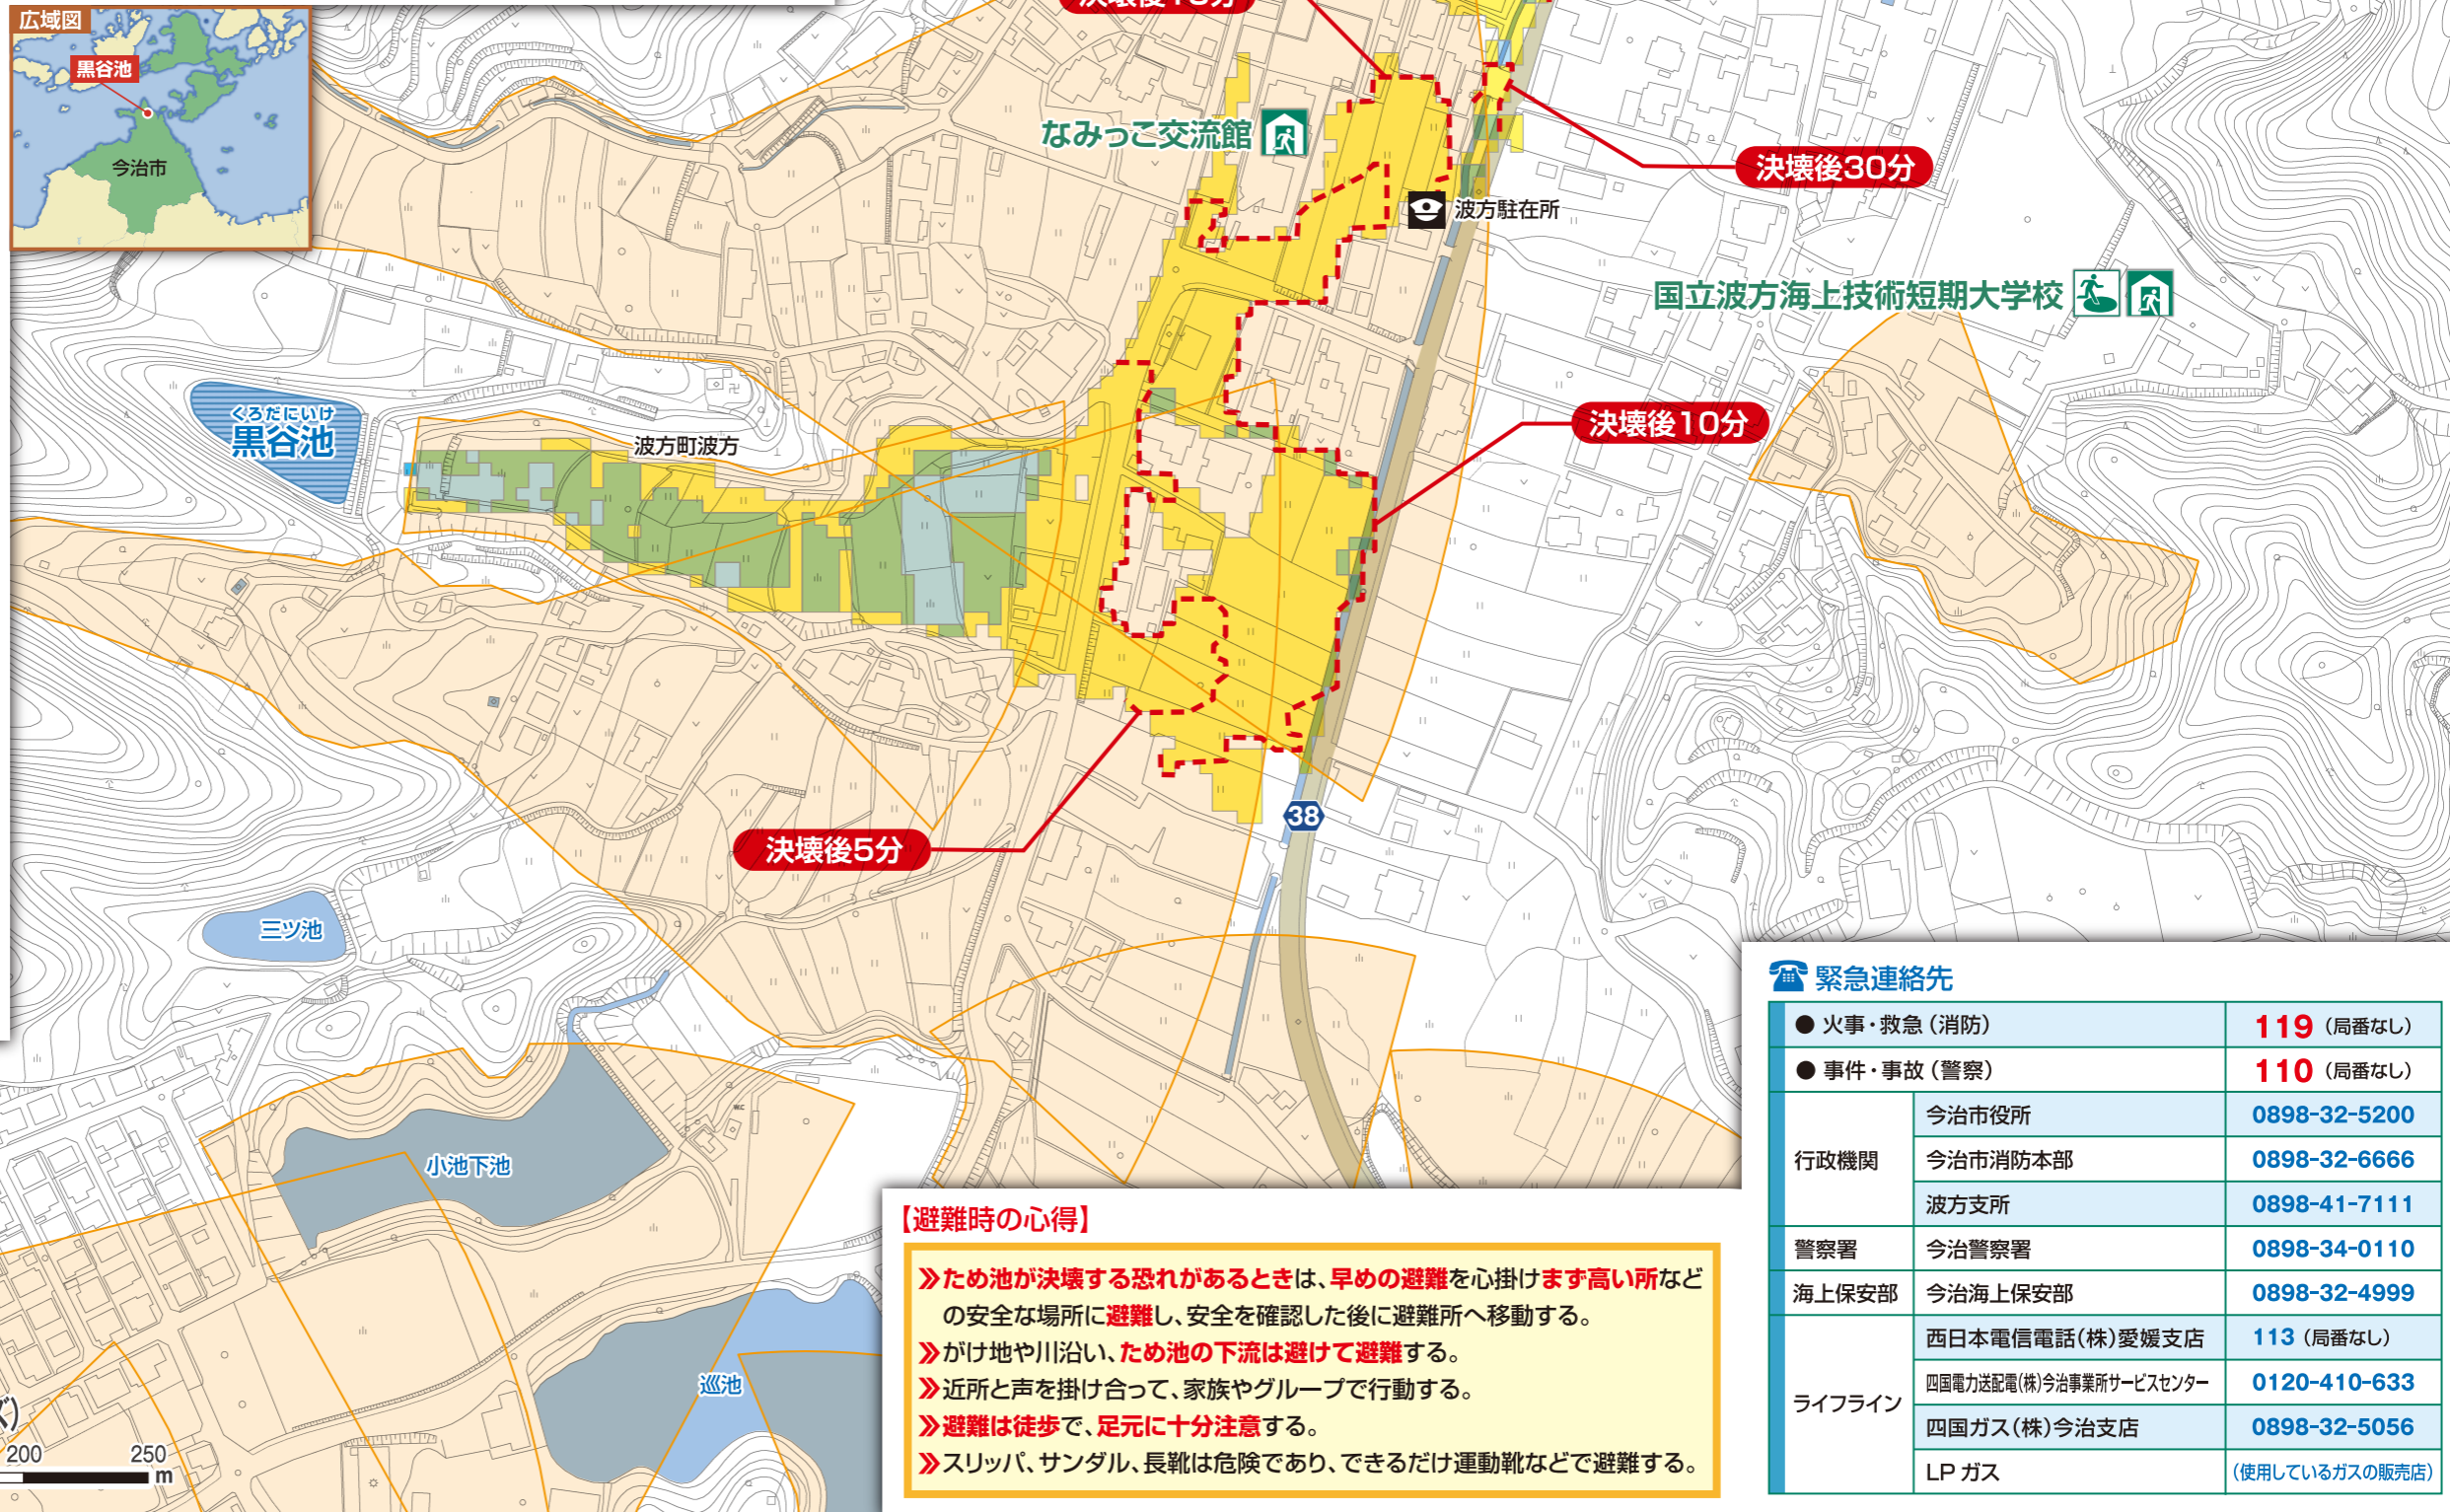 広域図
黒谷池
今治市
なみっこ交流館
決壊後30分
波方駐在所
国立波方海上技術短期大学校
くろだにいけ
黒谷池
波方町波方
決壊後10分
38
決壊後5分
三ツ池
小池下池
W.C
巡池
200 250
m
【避難時の心得】
≫ため池が決壊する恐れがあるときは、早めの避難を心掛けまず高い所など
の安全な場所に避難し、安全を確認した後に避難所へ移動する。
≫がけ地や川沿い、ため池の下流は避けて避難する。
≫近所と声を掛け合って、家族やグループで行動する。
≫避難は徒歩で、足元に十分注意する。
≫スリッパ、サンダル、長靴は危険であり、できるだけ運動靴などで避難する。
緊急連絡先
● 火事・救急（消防） 119（局番なし）
● 事件・事故（警察） 110（局番なし）
行政機関
今治市役所 0898-32-5200
今治市消防本部 0898-32-6666
波方支所 0898-41-7111
警察署 今治警察署 0898-34-0110
海上保安部 今治海上保安部 0898-32-4999
ライフライン
西日本電信電話(株)愛媛支店 113（局番なし）
四国電力送配電(株)今治事業所サービスセンター 0120-410-633
四国ガス(株)今治支店 0898-32-5056
LPガス （使用しているガスの販売店）